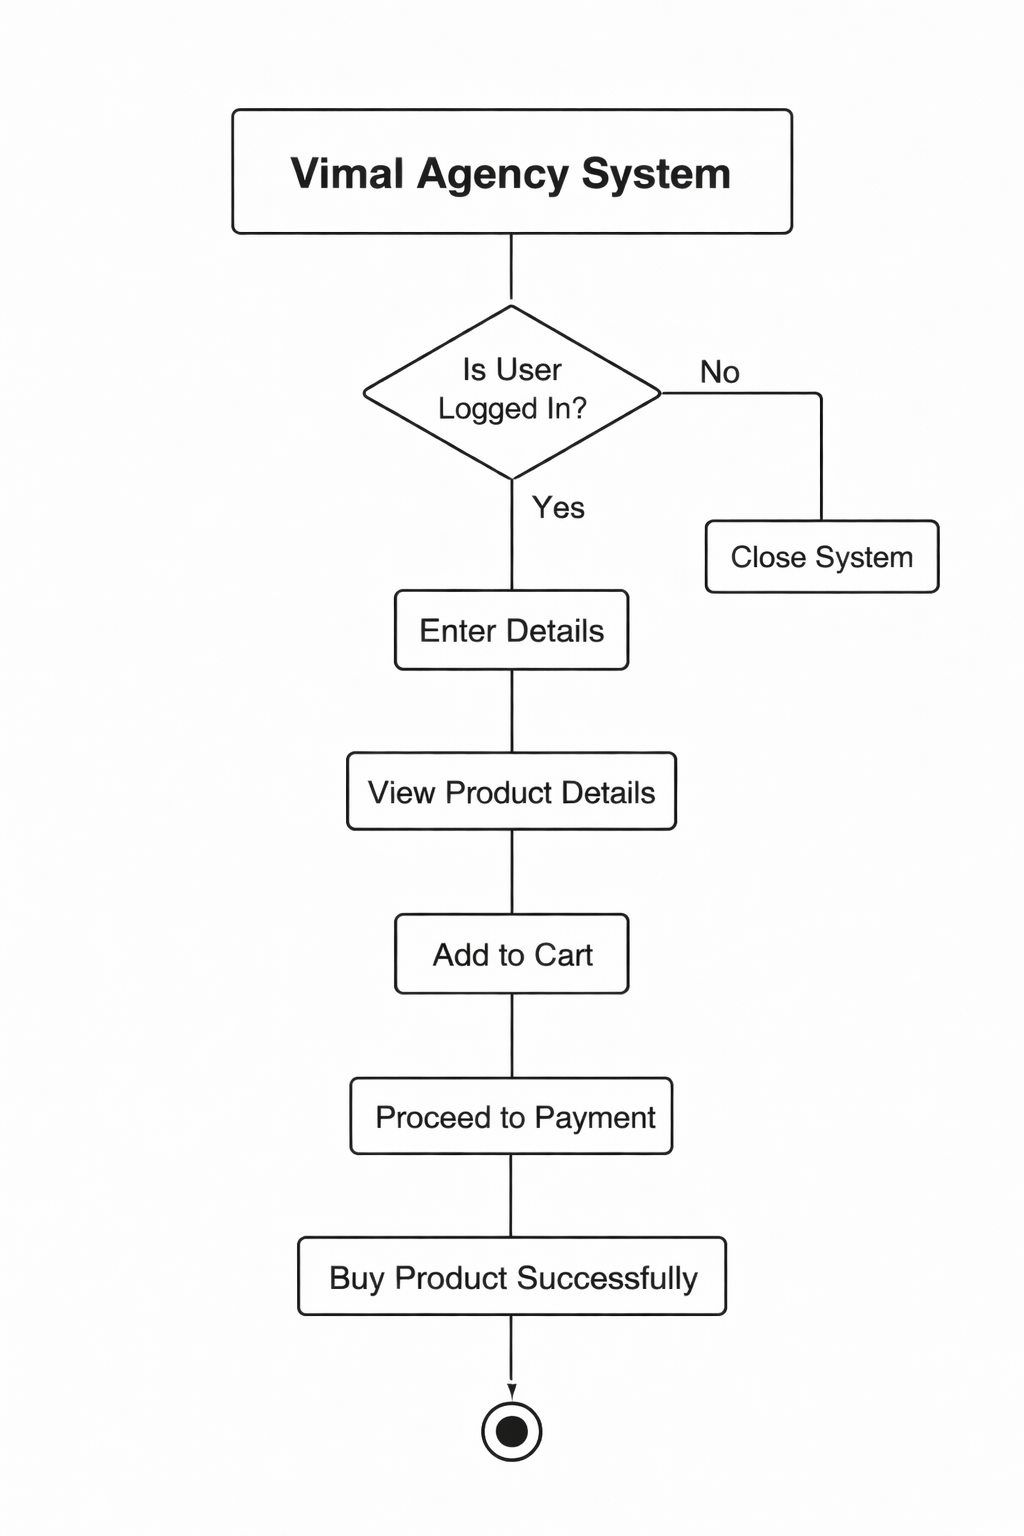 Vimal Agency System
Is User
Logged In?
No
Yes
Close System
Enter Details
View Product Details
Add to Cart
Proceed to Payment
Buy Product Successfully